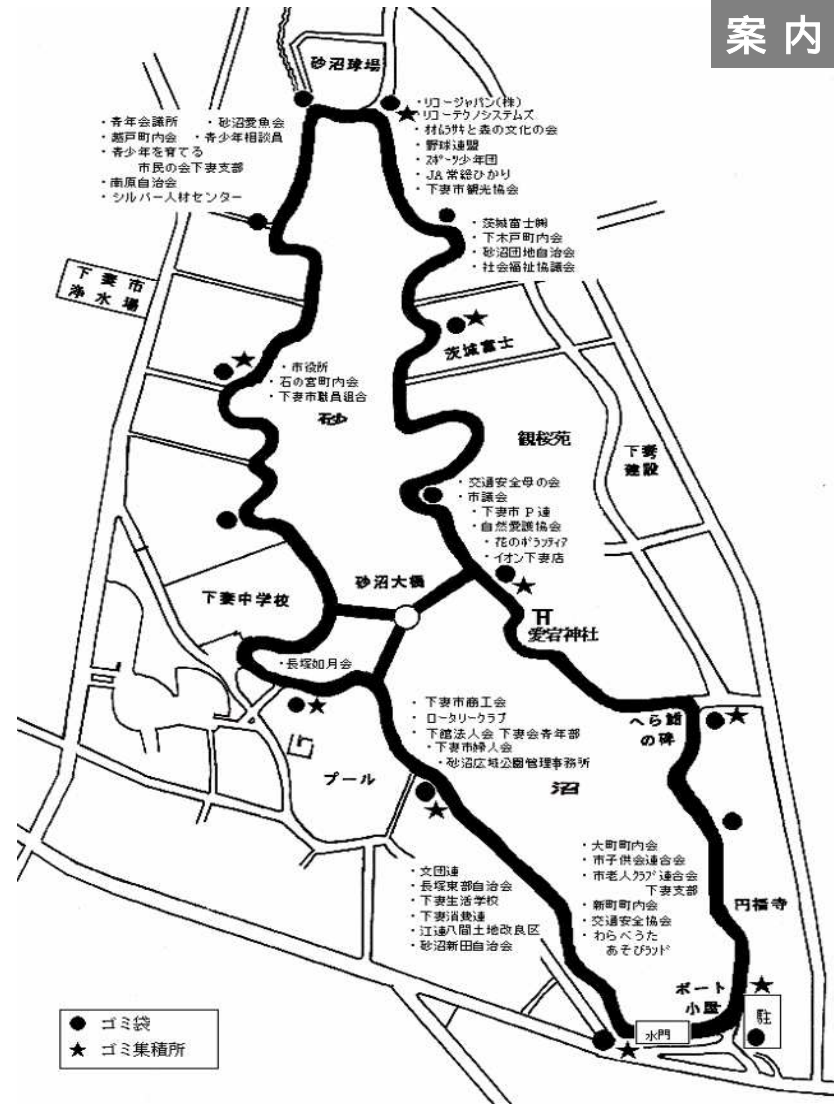 案内
砂沼球場
・青年会議所　・砂沼愛魚会
・越戸町内会　・青少年相談員
・青少年を育てる
市民の会下妻支部
・南原自治会
・シルバー人材センター
・リコージャパン(株)
リコーテクノシステムズ
・村ムラサキと森の文化の会
・野球連盟
・スポーツ少年団
・JA常総ひかり
・下妻市観光協会
・茨城富士㈱
・下木戸町内会
・砂沼団地自治会
・社会福祉協議会
下妻市
浄水場
茨城富士
・市役所
・石の宮町内会
・下妻市職員組合
砂
観桜苑
下妻
建設
・交通安全母の会
・市議会
・下妻市P連
・自然愛護協会
・花のボランティア
・イオン下妻店
砂沼大橋
下妻中学校
愛宕神社
・長塚如月会
・下妻市商工会
・ロータリークラブ
・下館法人会 下妻会青年部
・下妻市婦人会
・砂沼広域公園管理事務所
へら鮒
の碑
プール
沼
・大町町内会
・市子供会連合会
・市老人クラブ連合会
下妻支部
・新町町内会
・交通安全協会
・わらべうた
あそびランド
・文団連
・長塚東部自治会
・下妻生活学校
・下妻消費連
・江連八間土地改良区
・砂沼新田自治会
円福寺
ボート
小屋
駐
水門
● ゴミ袋
★ ゴミ集積所